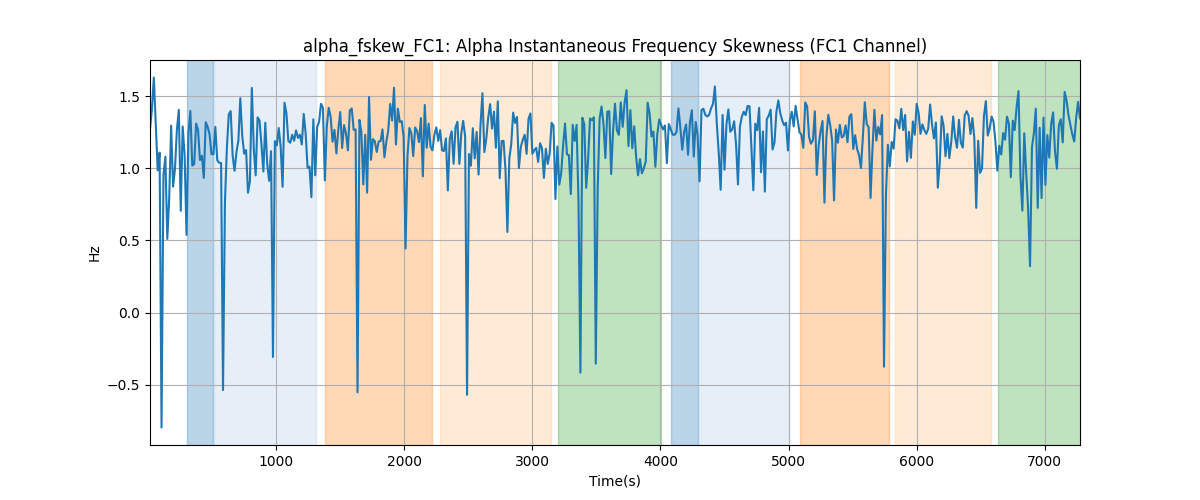 alpha_fskew_FC1: Alpha Instantaneous Frequency Skewness (FC1 Channel)
1.5
1.0
0.5
0.0
−0.5
Hz
1000 2000 3000 4000 5000 6000 7000
Time(s)